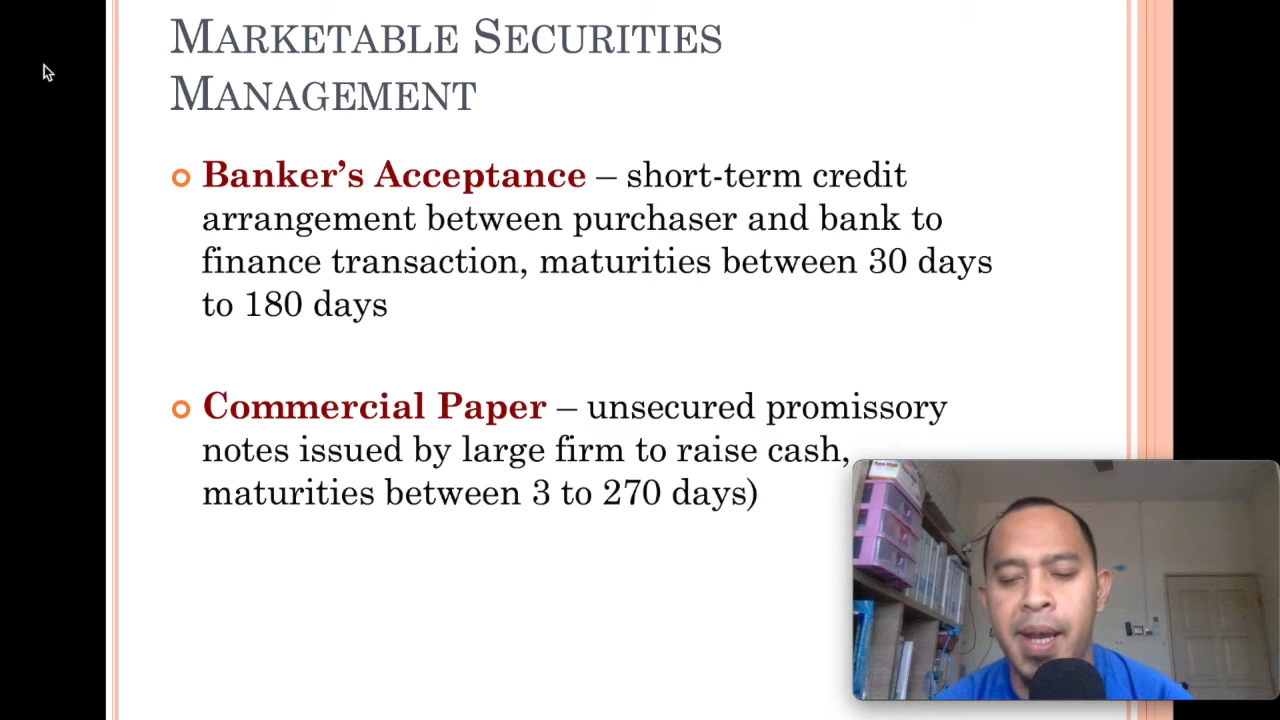 MARKETABLE SECURITIES
MANAGEMENT
Banker's Acceptance – short-term credit
arrangement between purchaser and bank to
finance transaction, maturities between 30 days
to 180 days
Commercial Paper – unsecured promissory
notes issued by large firm to raise cash,
maturities between 3 to 270 days)